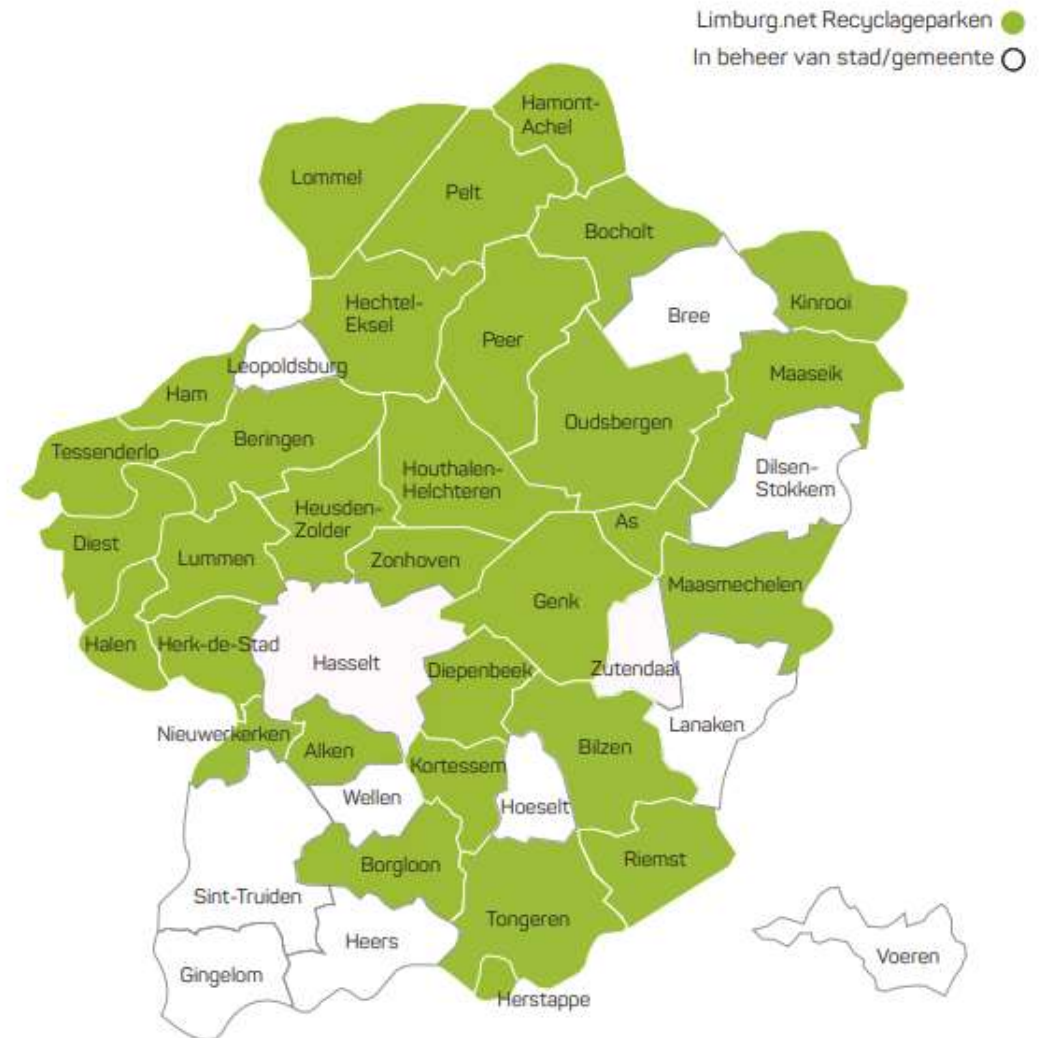 Limburg.net Recyclageparken
In beheer van stad/gemeente
Hamont-
Achel
Lommel
Pelt
Bocholt
Hechtel-
Eksel
Bree
Kinrooi
Peer
Leopoldsburg
Maaseik
Ham
Oudsbergen
Beringen
Tessenderlo
Houthalen-
Helchteren
Dilsen-
Stokkem
Heusden-
Zolder
As
Diest
Lummen
Zonhoven
Maasmechelen
Genk
Halen
Herk-de-Stad
Hasselt
Diepenbeek
Zutendaal
Lanaken
Nieuwerkerken
Alken
Bilzen
Kortessem
Wellen
Hoeselt
Borgloon
Riemst
Sint-Truiden
Tongeren
Heers
Voeren
Gingelom
Herstappe